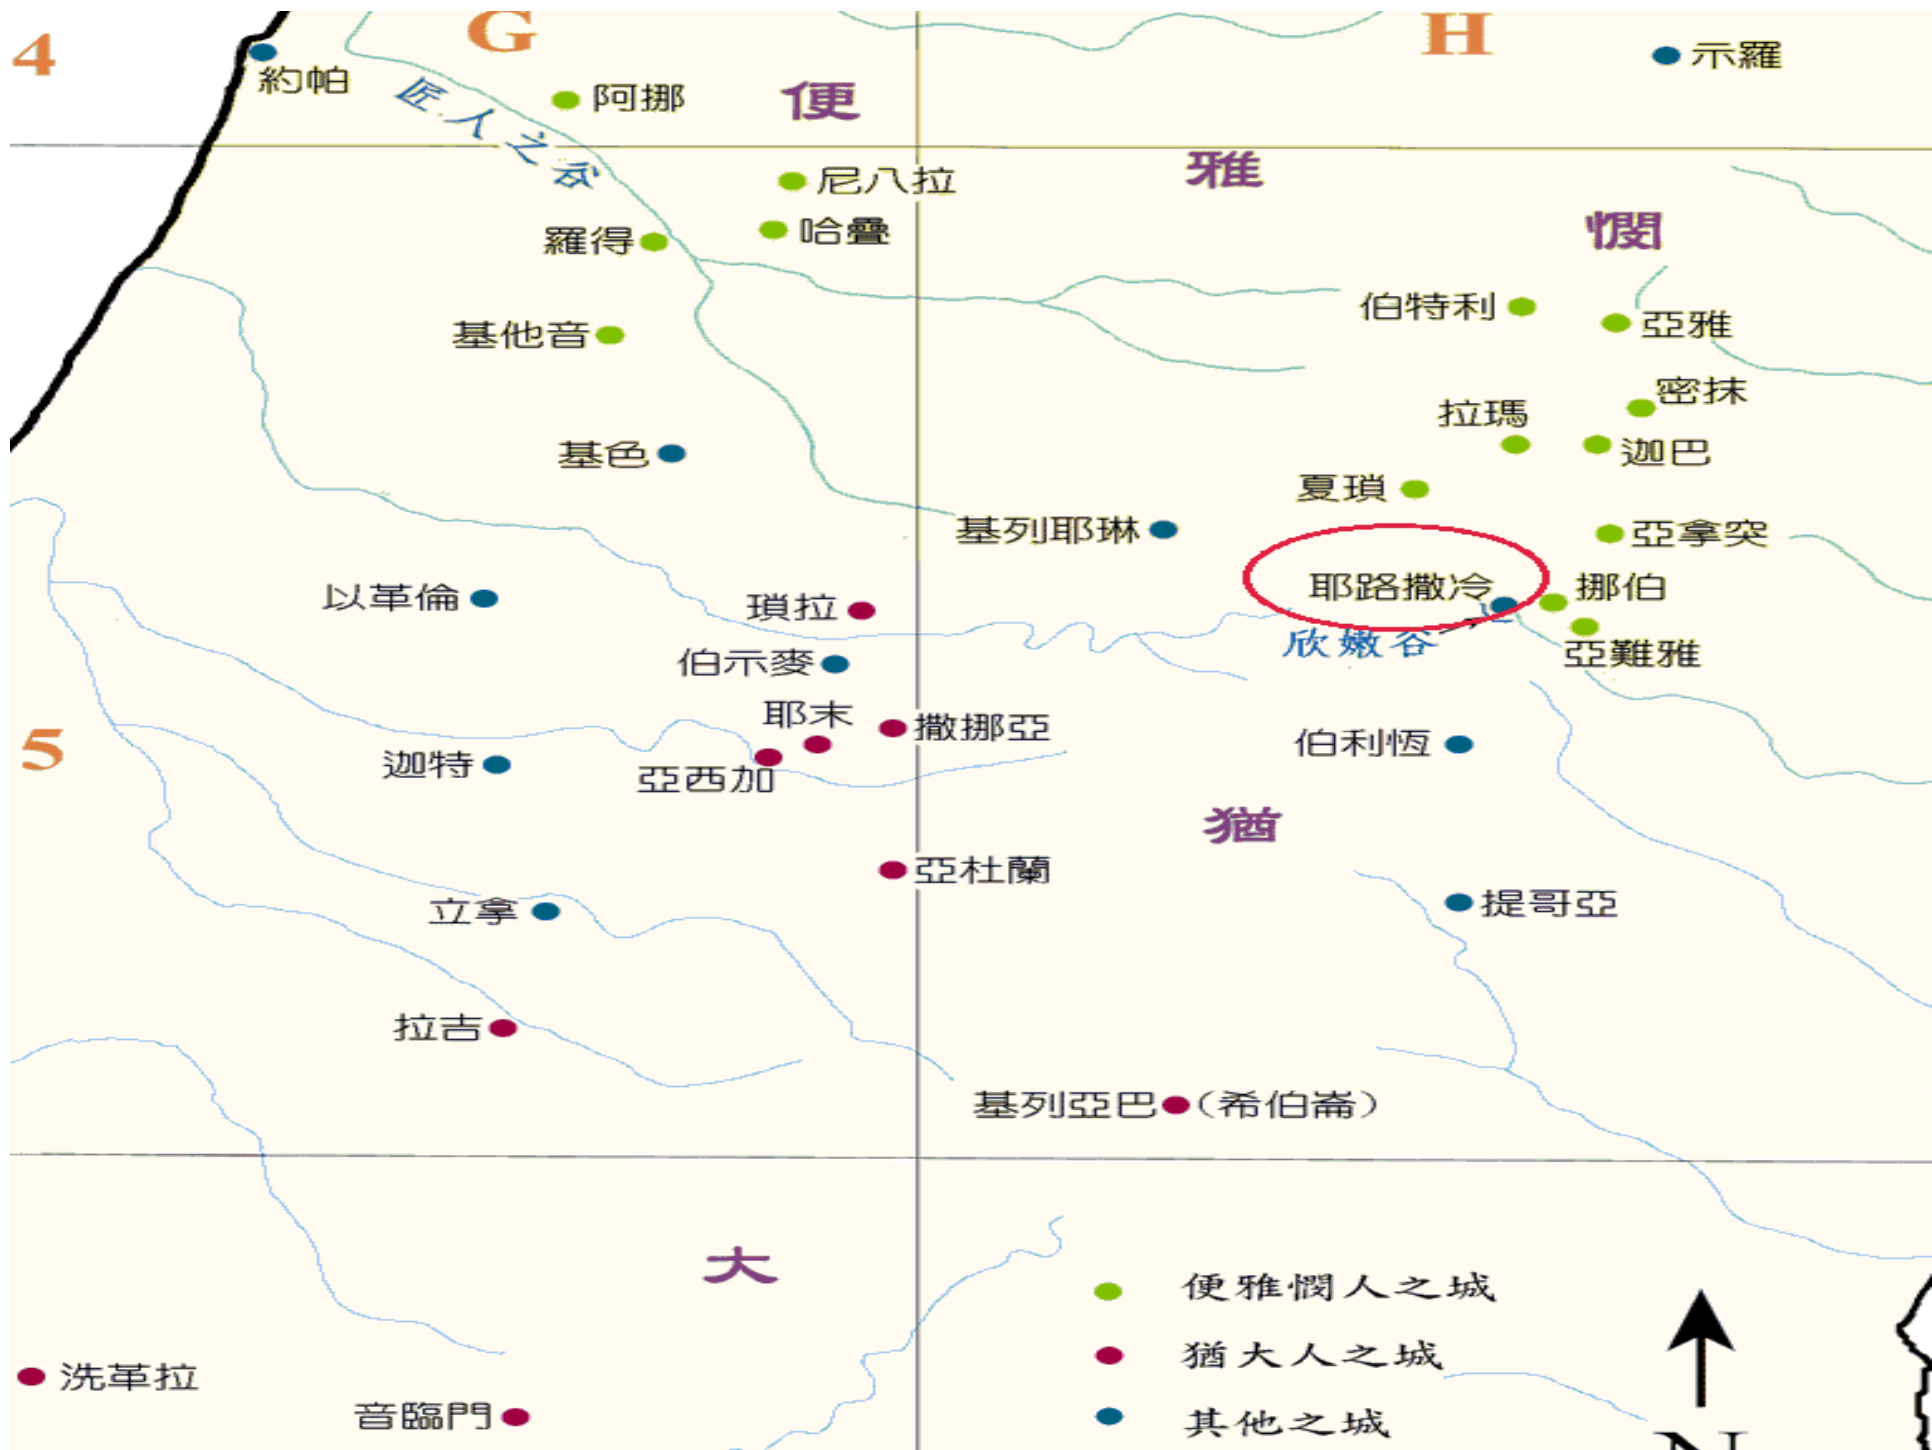 4
G
H
約帕
匠人之谷
阿挪
便
示羅
雅
尼八拉
憫
羅得
哈疊
伯特利
亞雅
基他音
密抹
拉瑪
基色
迦巴
夏瑣
基列耶琳
亞拿突
以革倫
瑣拉
耶路撒冷
挪伯
欣嫩谷
亞難雅
伯示麥
耶末
撒挪亞
5
迦特
亞西加
伯利恆
猶
亞杜蘭
立拿
提哥亞
拉吉
基列亞巴
(希伯崙)
大
便雅憫人之城
猶大人之城
洗革拉
音臨門
其他之城
N